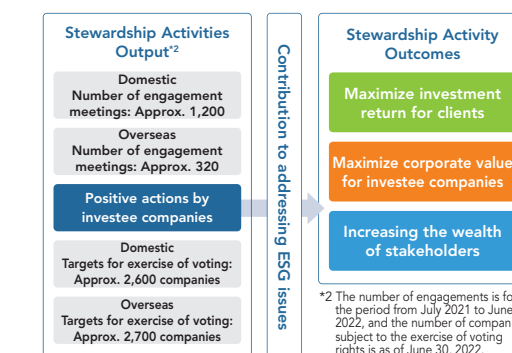 Stewardship Activities
Output*2
Domestic
Number of engagement
meetings: Approx. 1,200
Overseas
Number of engagement
meetings: Approx. 320
Positive actions by
investee companies
Domestic
Targets for exercise of voting:
Approx. 2,600 companies
Overseas
Targets for exercise of voting:
Approx. 2,700 companies
Contribution to addressing ESG issues
Stewardship Activity
Outcomes
Maximize investment
return for clients
Maximize corporate value
for investee companies
Increasing the wealth
of stakeholders
*2 The number of engagements is
the period from July 2021 to June
2022, and the number of
subject to the exercise of voting
rights is as of June 30, 2022.